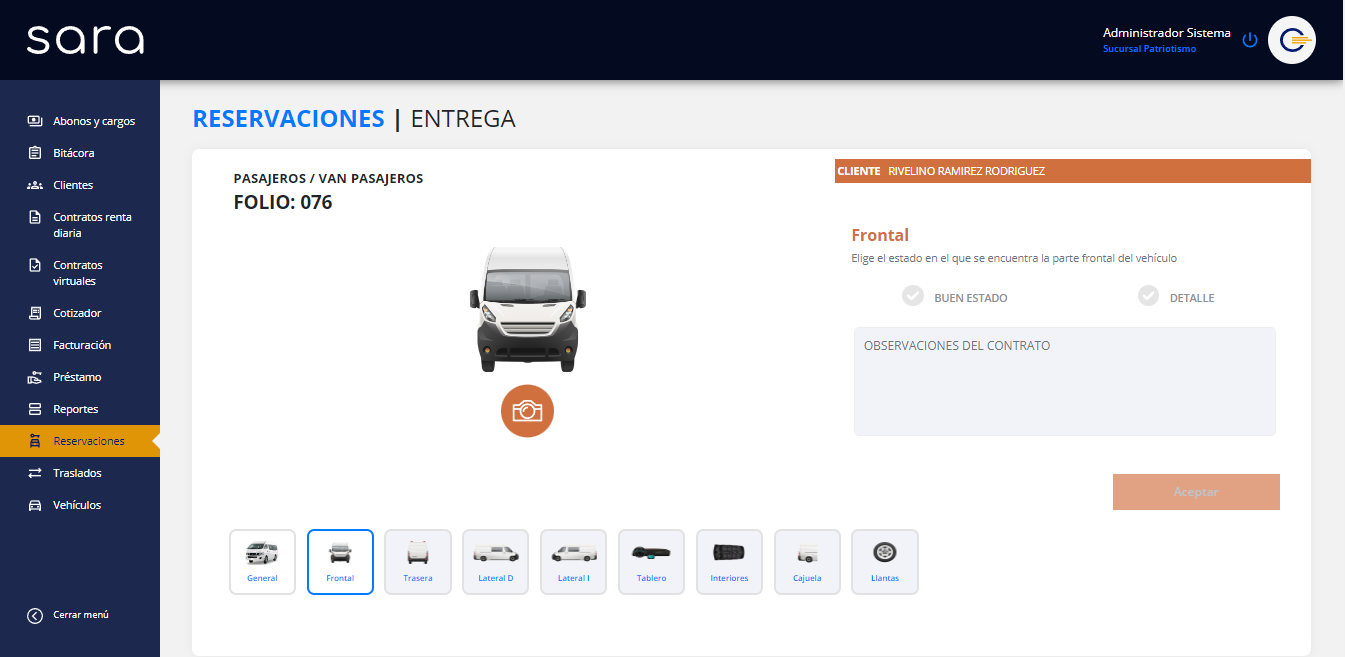 sara
Administrador Sistema
Sucursal Patriotismo
Abonos y cargos
Bitácora
Clientes
Contratos renta
diaria
Contratos
virtuales
Cotizador
Facturación
Préstamo
Reportes
Reservaciones
Traslados
Vehículos
Cerrar menú
RESERVACIONES | ENTREGA
PASAJEROS / VAN PASAJEROS
FOLIO: 076
CLIENTE RIVELINO RAMIREZ RODRIGUEZ
Frontal
Elige el estado en el que se encuentra la parte frontal del vehículo
BUEN ESTADO DETALLE
OBSERVACIONES DEL CONTRATO
Aceptar
General Frontal Trasera Lateral D Lateral I Tablero Interiores Cajuela Llantas